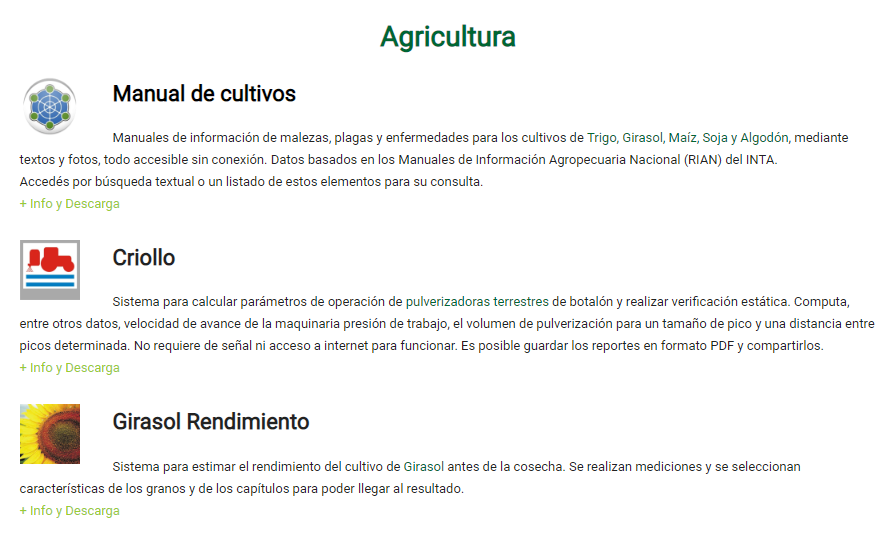 Agricultura
Manual de cultivos
Manuales de información de malezas, plagas y enfermedades para los cultivos de Trigo, Girasol, Maíz, Soja y Algodón, mediante
textos y fotos, todo accesible sin conexión. Datos basados en los Manuales de Información Agropecuaria Nacional (RIAN) del INTA.
Accedés por búsqueda textual o un listado de estos elementos para su consulta.
+ Info y Descarga
Criollo
Sistema para calcular parámetros de operación de pulverizadoras terrestres de botalón y realizar verificación estática. Computa,
entre otros datos, velocidad de avance de la maquinaria presión de trabajo, el volumen de pulverización para un tamaño de pico y una distancia entre
picos determinada. No requiere de señal ni acceso a internet para funcionar. Es posible guardar los reportes en formato PDF y compartirlos.
+ Info y Descarga
Girasol Rendimiento
Sistema para estimar el rendimiento del cultivo de Girasol antes de la cosecha. Se realizan mediciones y se seleccionan
características de los granos y de los capítulos para poder llegar al resultado.
+ Info y Descarga